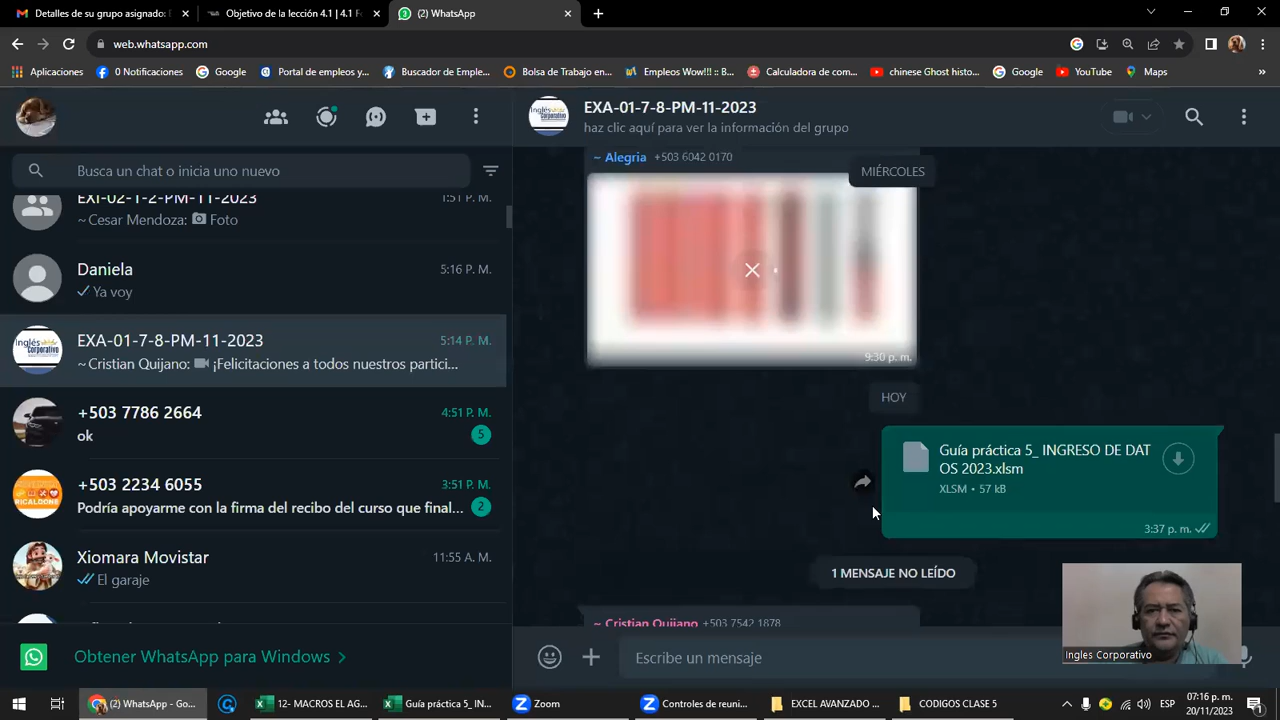 Detalles de su grupo asignado: E
Objetivo de la lección 4.1 | 4.1 F
(2) WhatsApp
web.whatsapp.com
Aplicaciones
0 Notificaciones
Google
Portal de empleos y...
Buscador de Emple...
Bolsa de Trabajo en...
Empleos Wow!!! :: B...
Calculadora de com...
chinese Ghost histo...
Google
YouTube
Maps
Busca un chat o inicia uno nuevo
EXI-02-1-2-PM-11-2023
1:51 P. M.
~ Cesar Mendoza: Foto
Daniela
5:16 P. M.
Ya voy
EXA-01-7-8-PM-11-2023
5:14 P. M.
~ Cristian Quijano: ¡Felicitaciones a todos nuestros partici...
+503 7786 2664
4:51 P. M.
ok
5
+503 2234 6055
3:51 P. M.
Podría apoyarme con la firma del recibo del curso que final...
2
Xiomara Movistar
11:55 A. M.
El garaje
Obtener WhatsApp para Windows
EXA-01-7-8-PM-11-2023
haz clic aquí para ver la información del grupo
~ Alegria +503 6042 0170
MIÉRCOLES
9:30 p. m.
HOY
Guía práctica 5_ INGRESO DE DAT
OS 2023.xlsm
XLSM • 57 kB
3:37 p. m.
1 MENSAJE NO LEÍDO
~ Cristian Quijano +503 7542 1878
Escribe un mensaje
Ingles Corporativo
(2) WhatsApp - Go...
12- MACROS EL AG...
Guía práctica 5_ IN...
Zoom
Controles de reuni...
EXCEL AVANZADO ...
CODIGOS CLASE 5
ESP
07:16 p. m.
20/11/2023